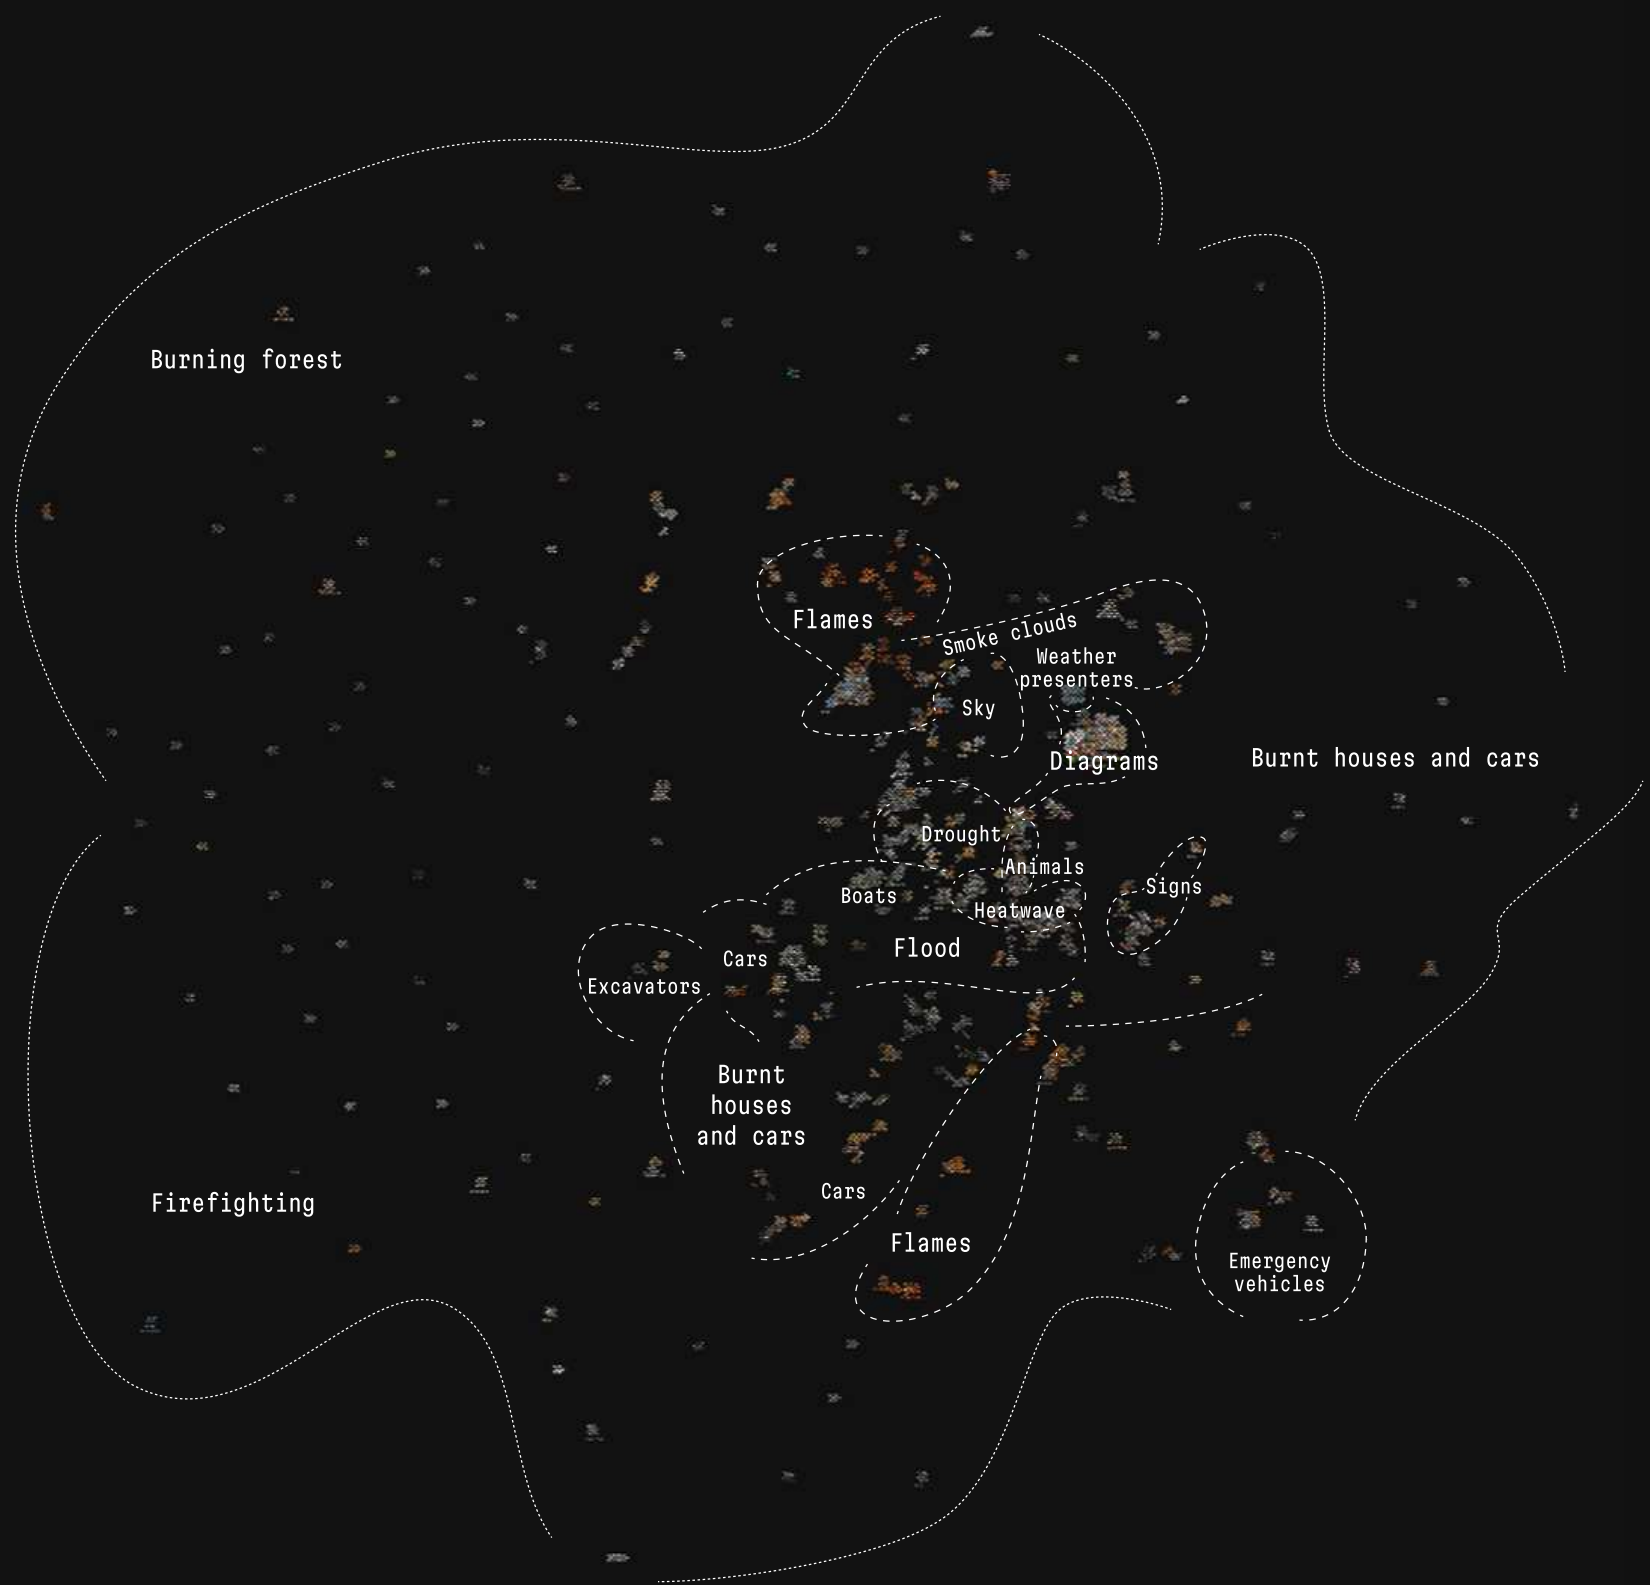 Burning forest
Flames
Smoke clouds
Weather
presenters
Sky
Diagrams
Burnt houses and cars
Drought
Animals
Signs
Boats
Heatwave
Flood
Cars
Excavators
Burnt
houses
and cars
Cars
Firefighting
Flames
Emergency
vehicles